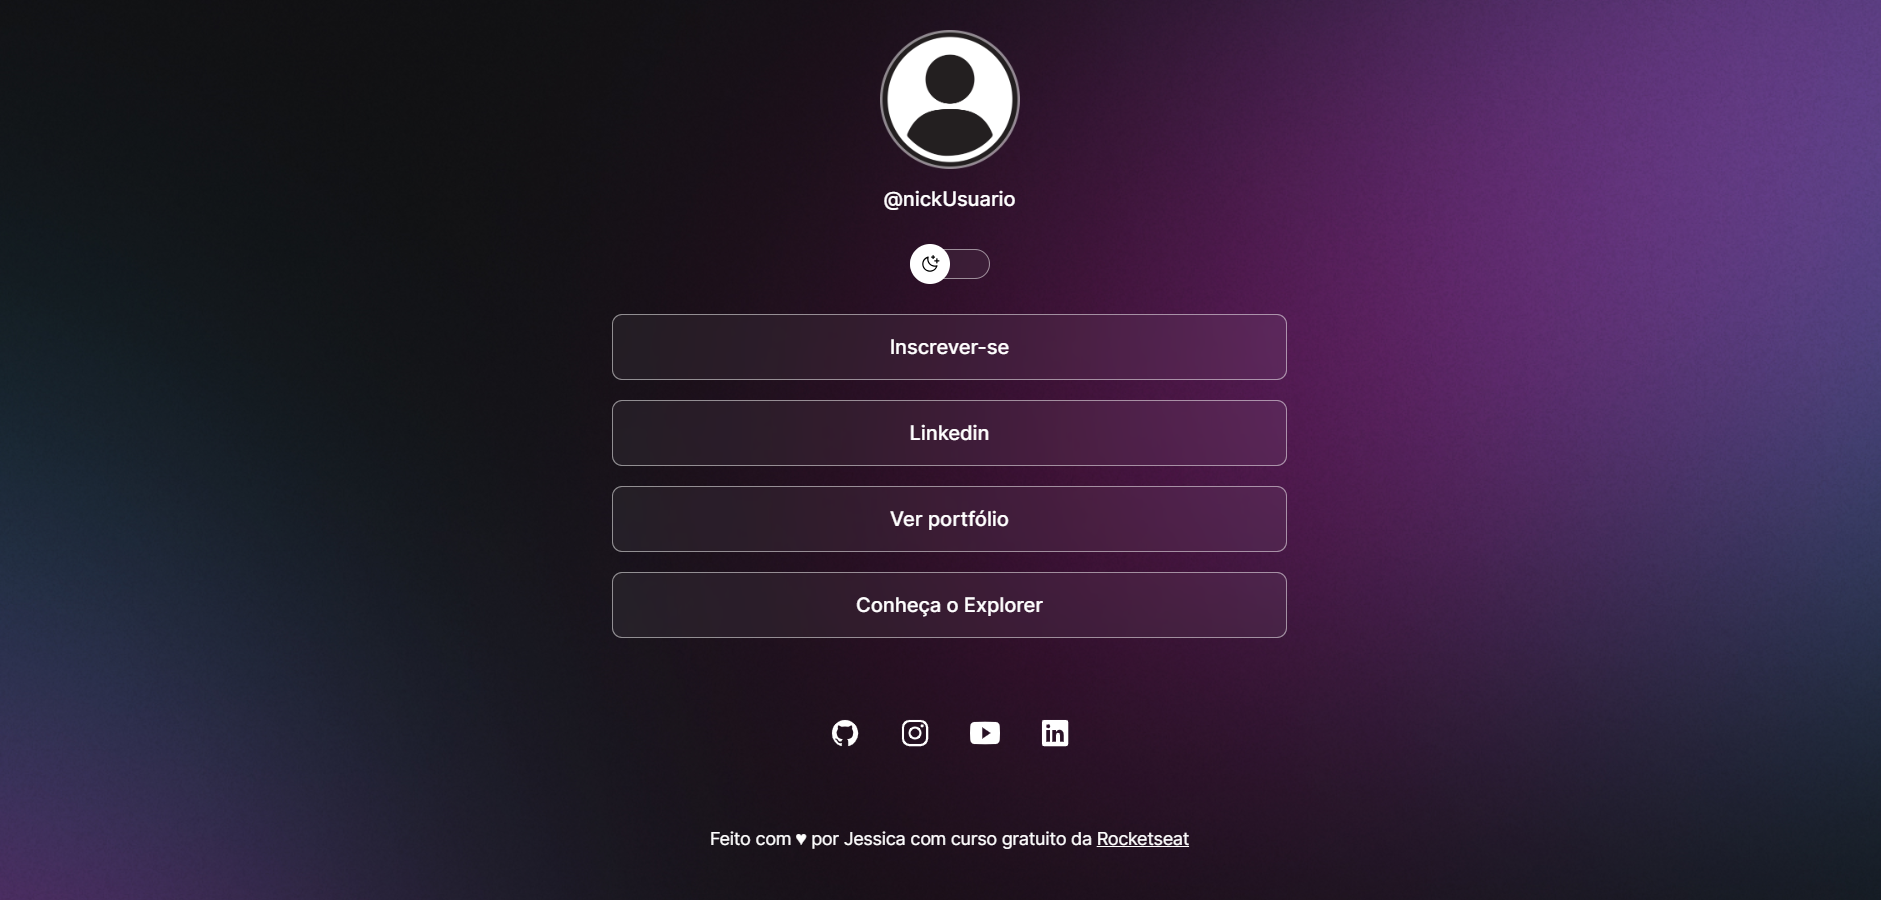 @nickUsuario
Inscrever-se
Linkedin
Ver portfólio
Conheça o Explorer
Feito com ♥ por Jessica com curso gratuito da Rocketseat